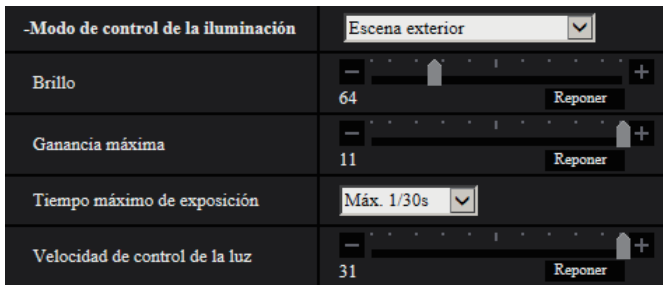 -Modo de control de la iluminación
Escena exterior
Brillo
64
Reponer
Ganancia máxima
11
Reponer
Tiempo máximo de exposición
Máx. 1/30s
Velocidad de control de la luz
31
Reponer